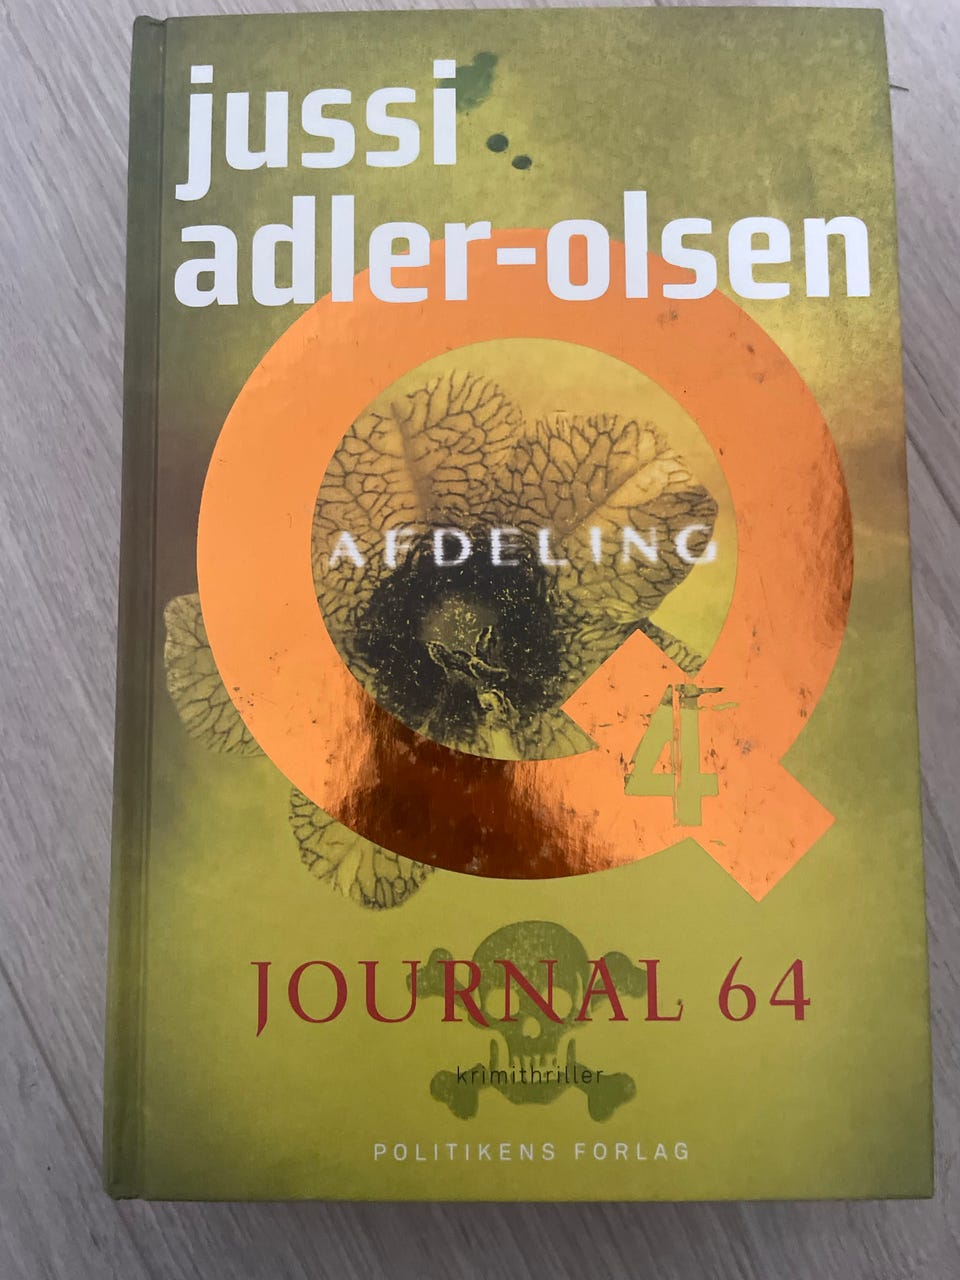 jussi
adler-olsen
Q
AFDELING
4
JOURNAL 64
krimithriller
POLITIKENS FORLAG